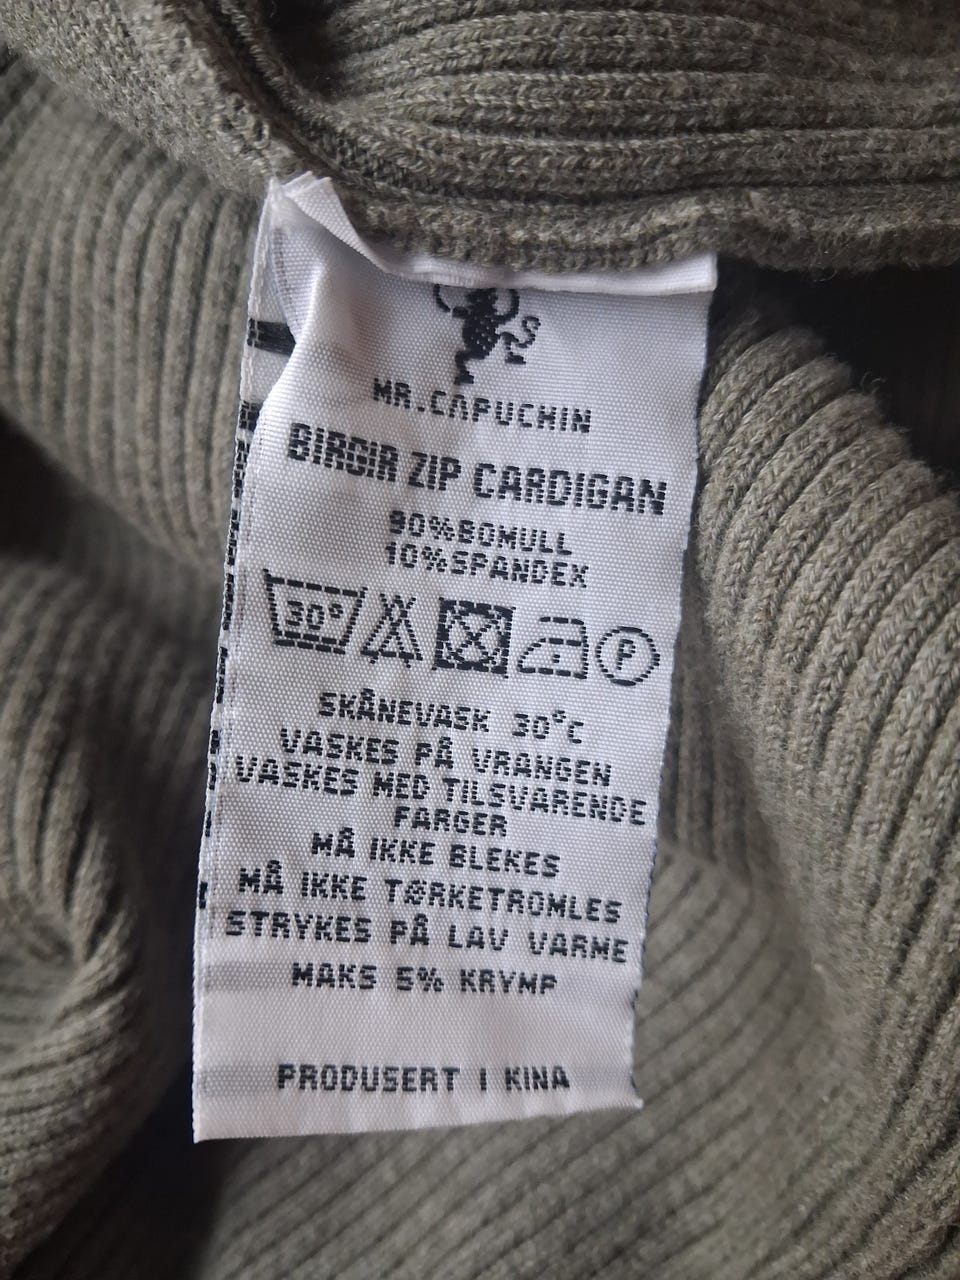 MR.CAPUCHIN
BIRGIR ZIP CARDIGAN
90%BOMULL
10%SPANDEX
30° P
SKÅNEVASK 30°C
VASKES PÅ VRANGEN
VASKES MED TILSVARENDE
FARGER
MÅ IKKE BLEKES
MÅ IKKE TØRKETROMLES
STRYKES PÅ LAV VARME
MAKS 5% KRYMP
PRODUSERT I KINA